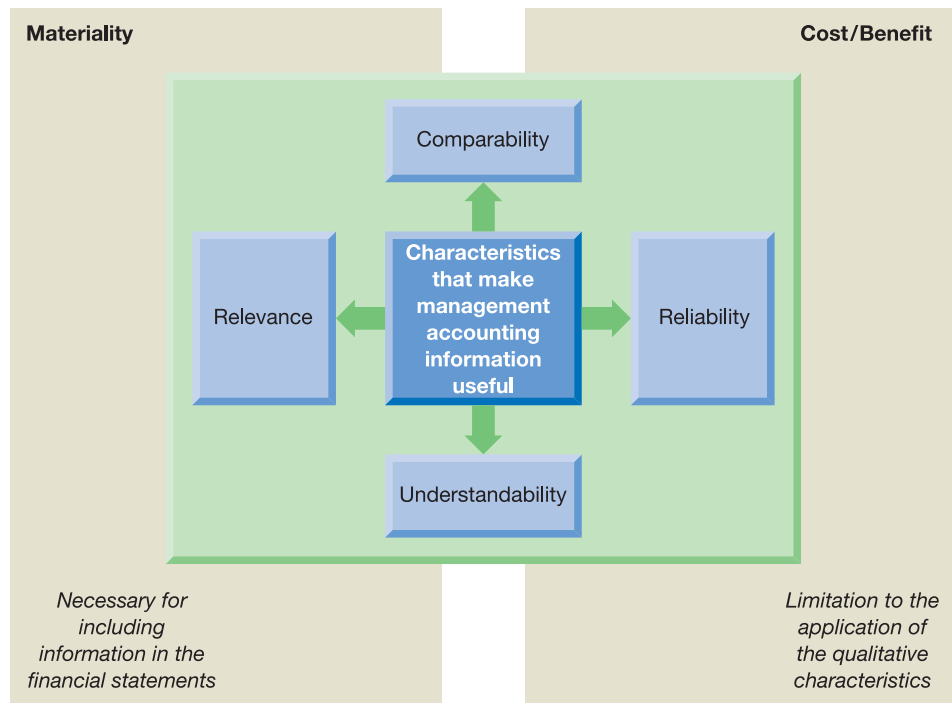 Materiality
Cost/Benefit
Comparability
Relevance
Characteristics
that make
management
accounting
information
useful
Reliability
Understandability
Necessary for
including
information in the
financial statements
Limitation to the
application of
the qualitative
characteristics